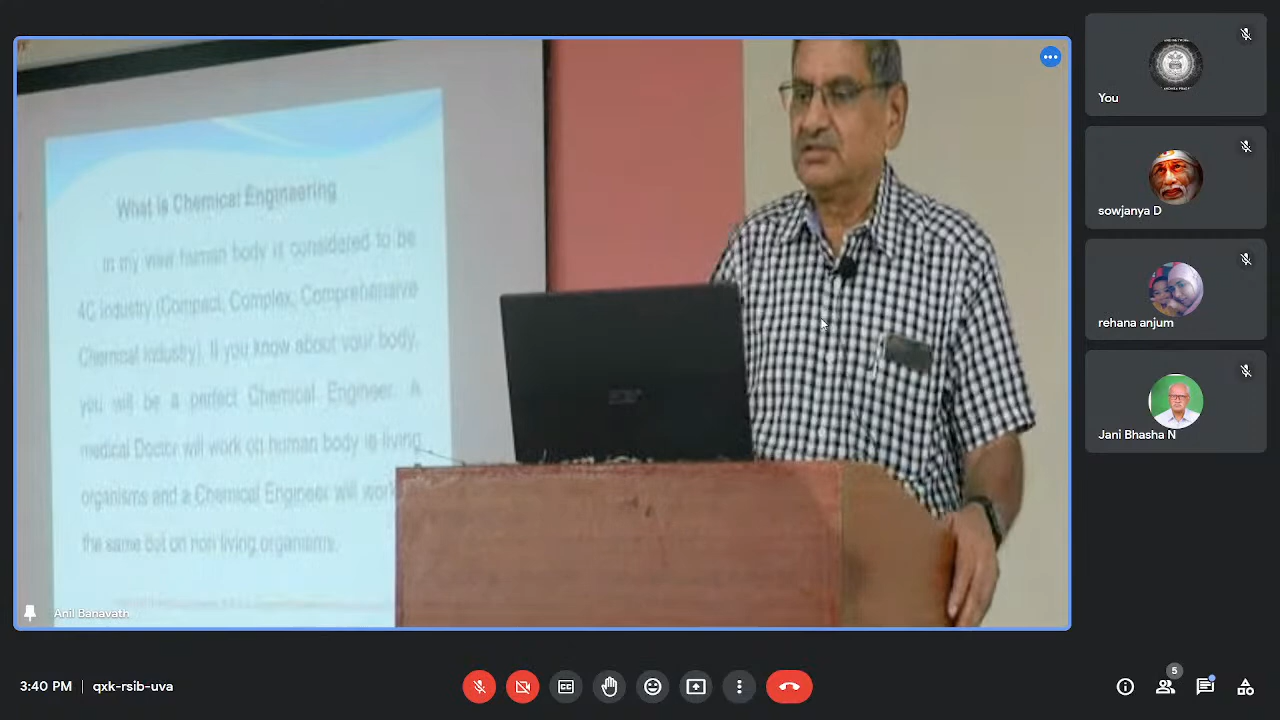 What is Chemical Engineering
In my view human body is considered to be
4C industry (Compact, Complex, Comprehensive
Chemical Industry). If you know about your body,
you will be a perfect Chemical Engineer. A
medical Doctor will work on human body is living
organisms and a Chemical Engineer will work
the same but on non living organisms.
acer
Anil Banavath
You
sowjanya D
rehana anjum
Jani Bhasha N
3:40 PM | qxk-rsib-uva
5